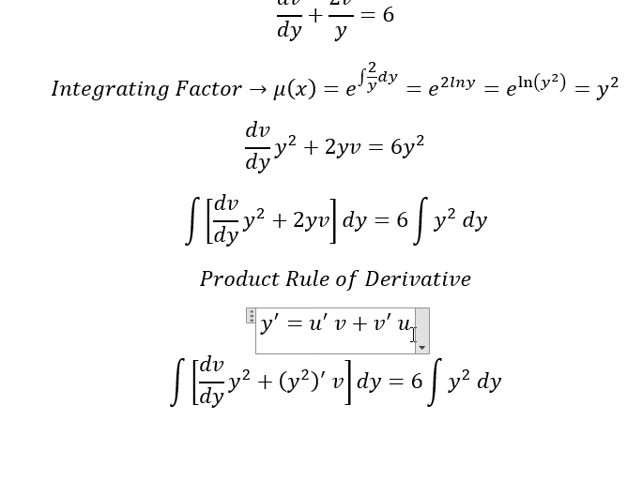 dv/dy + 2v/y = 6
Integrating Factor → μ(x) = e^{∫2/y dy} = e^{2lny} = e^{ln(y²)} = y²
dv/dy y² + 2yv = 6y²
∫[dv/dy y² + 2yv] dy = 6∫ y² dy
Product Rule of Derivative
y′ = u′ v + v′ u
∫[dv/dy y² + (y²)′ v] dy = 6∫ y² dy